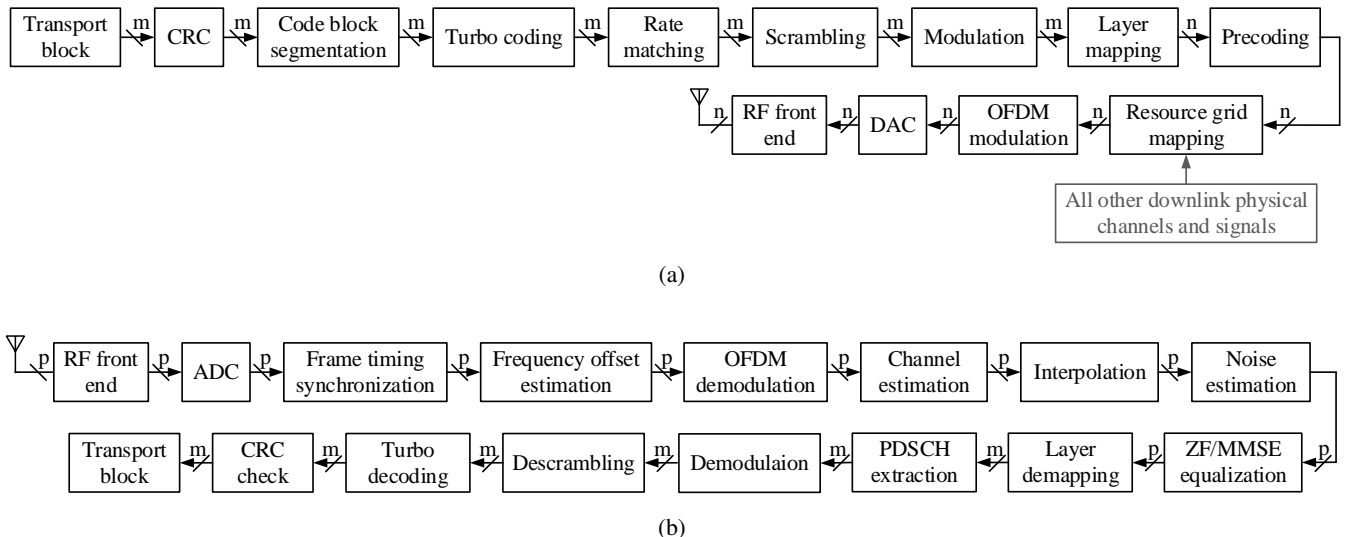 Transport block
m
CRC
m
Code block segmentation
m
Turbo coding
m
Rate matching
m
Scrambling
m
Modulation
m
Layer mapping
n
Precoding
n
Resource grid mapping
n
OFDM modulation
n
DAC
n
RF front end
n
All other downlink physical channels and signals
(a)
p
RF front end
p
ADC
p
Frame timing synchronization
p
Frequency offset estimation
p
OFDM demodulation
p
Channel estimation
p
Interpolation
p
Noise estimation
p
ZF/MMSE equalization
p
Layer demapping
m
PDSCH extraction
m
Demodulaion
m
Descrambling
m
Turbo decoding
m
CRC check
m
Transport block
(b)